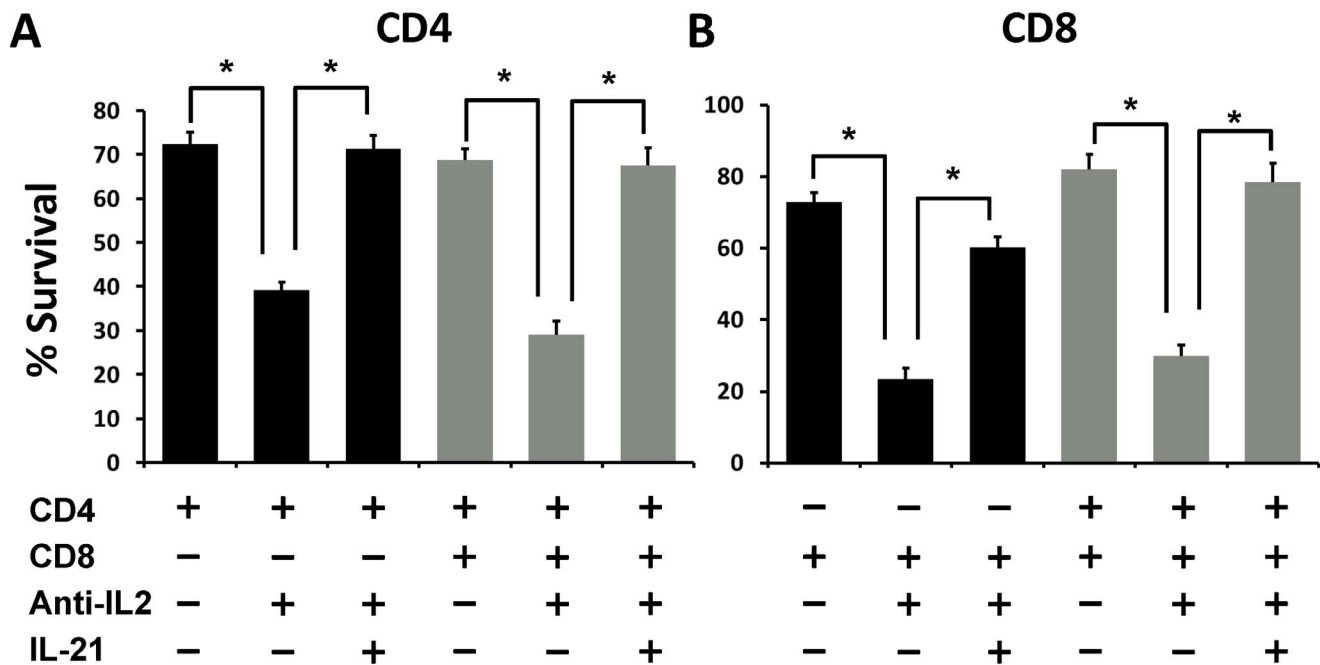 A CD4 B CD8
* * * *
* * * *
% Survival
80
70
60
50
40
30
20
10
0
100
80
60
40
20
0
CD4 + + + + + + – – – + + +
CD8 – – – + + + + + + + + +
Anti-IL2 – + + – + + – + + – + +
IL-21 – – + – – + – – + – – +